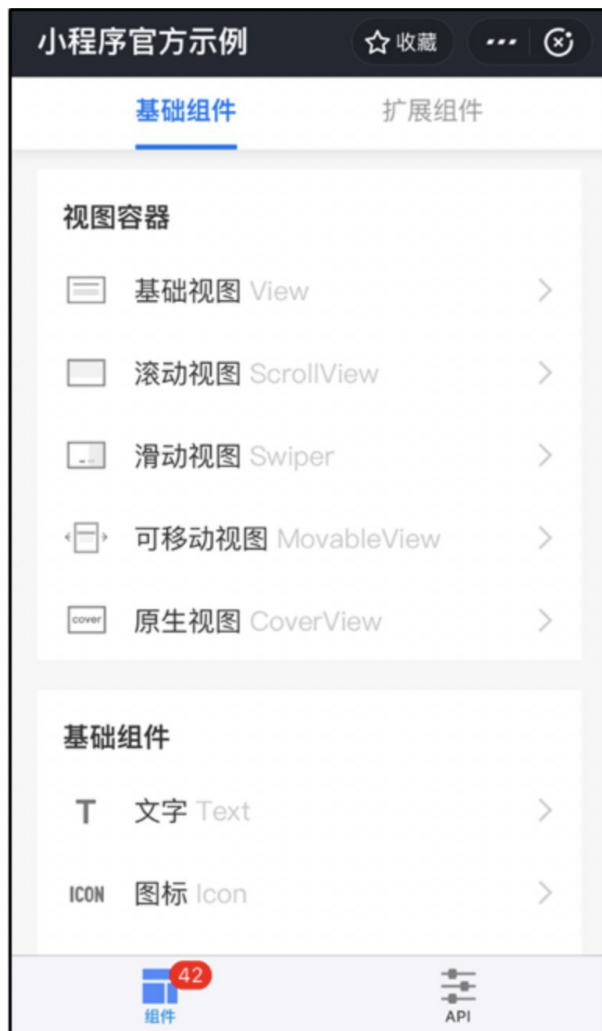 小程序官方示例 收藏
基础组件 扩展组件
视图容器
基础视图 View
滚动视图 ScrollView
滑动视图 Swiper
可移动视图 MovableView
cover 原生视图 CoverView
基础组件
T 文字 Text
ICON 图标 Icon
42
组件 API